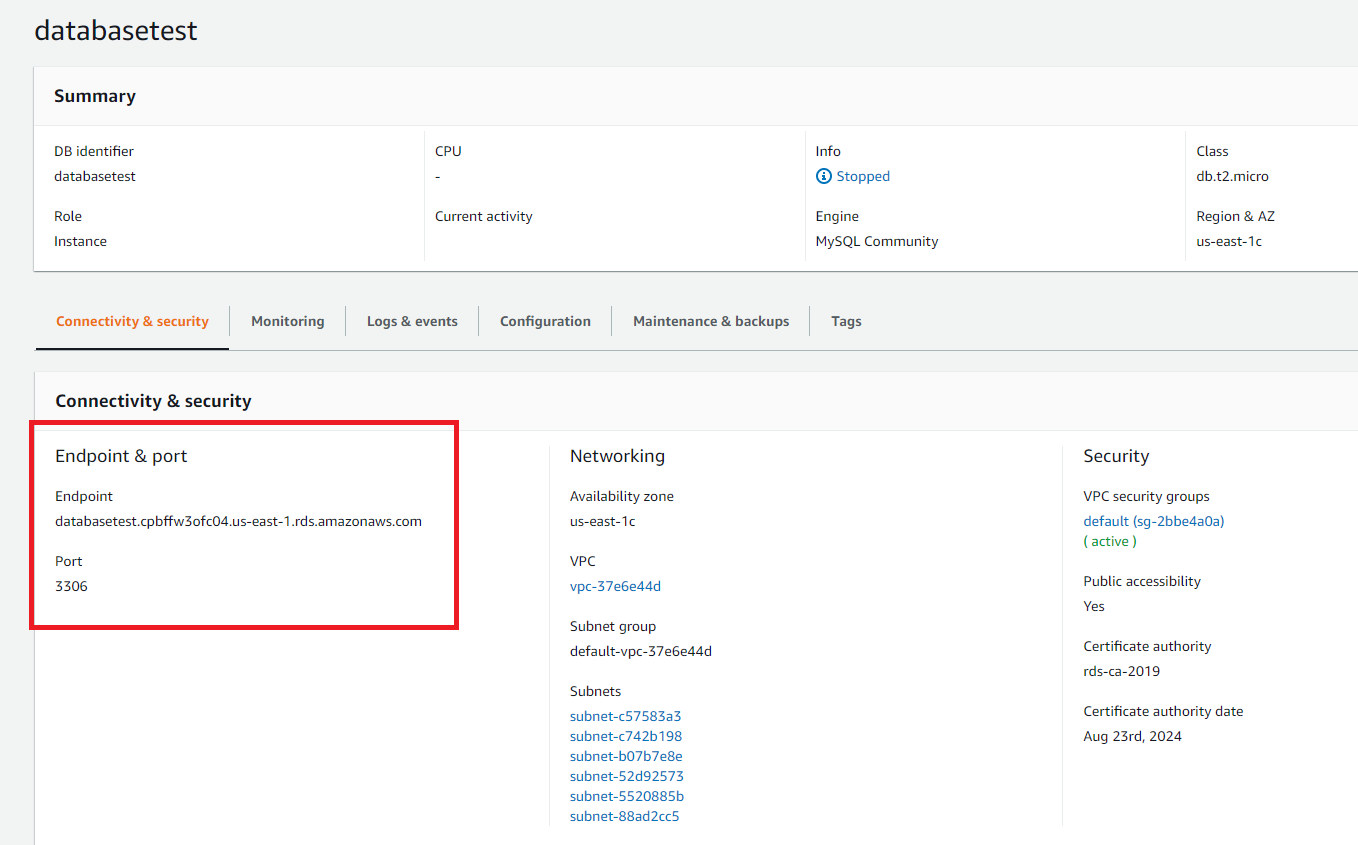 databasetest
Summary
DB identifier
databasetest
CPU
-
Info
Stopped
Class
db.t2.micro
Role
Instance
Current activity
Engine
MySQL Community
Region & AZ
us-east-1c
Connectivity & security
Monitoring
Logs & events
Configuration
Maintenance & backups
Tags
Connectivity & security
Endpoint & port
Endpoint
databasetest.cpbffw3ofc04.us-east-1.rds.amazonaws.com
Port
3306
Networking
Availability zone
us-east-1c
VPC
vpc-37e6e44d
Subnet group
default-vpc-37e6e44d
Subnets
subnet-c57583a3
subnet-c742b198
subnet-b07b7e8e
subnet-52d92573
subnet-5520885b
subnet-88ad2cc5
Security
VPC security groups
default (sg-2bbe4a0a)
( active )
Public accessibility
Yes
Certificate authority
rds-ca-2019
Certificate authority date
Aug 23rd, 2024